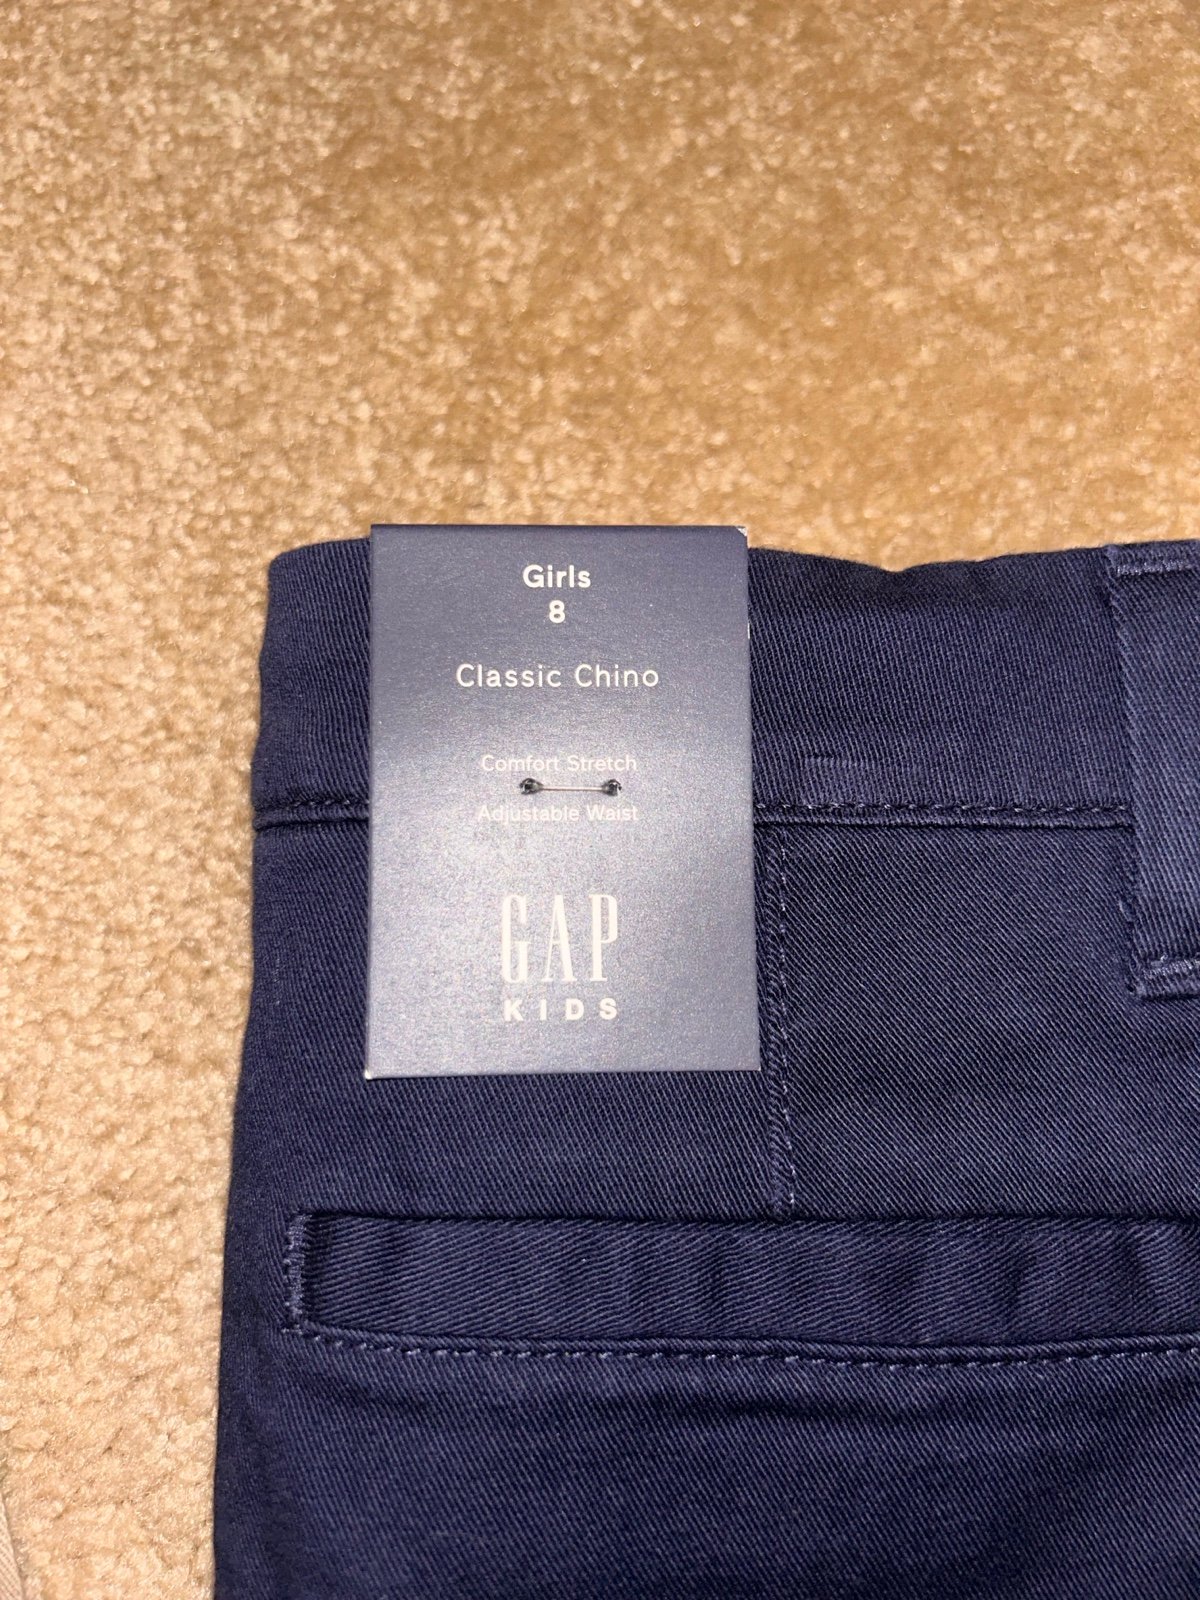 Girls
8
Classic Chino
Comfort Stretch
Adjustable Waist
GAP
KIDS